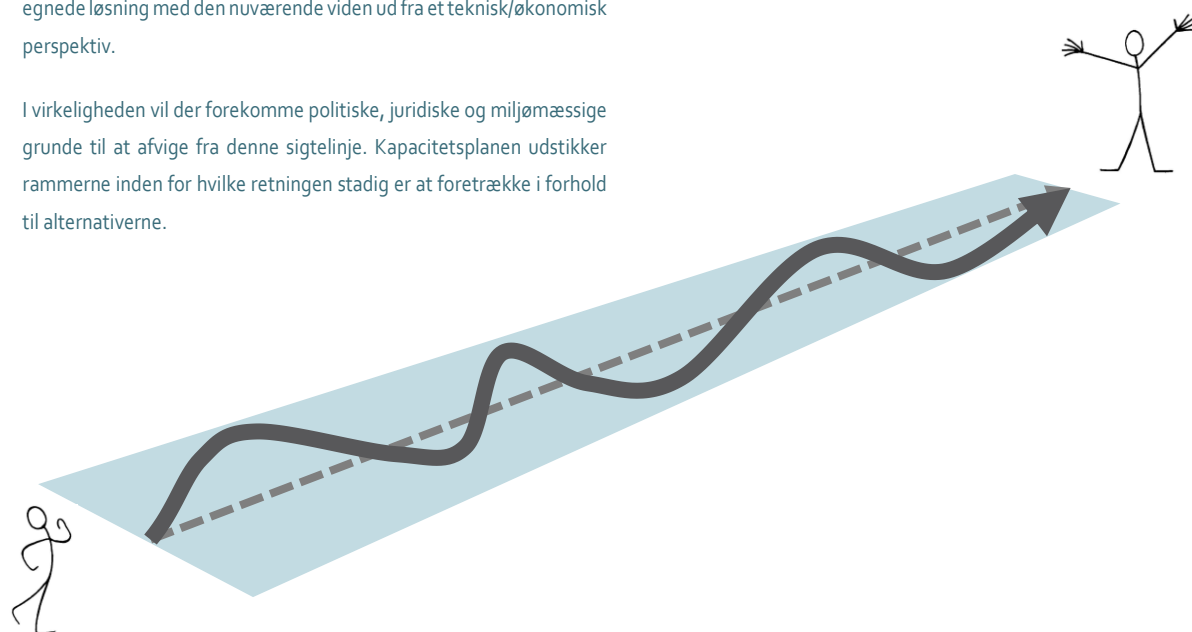 egnede løsning med den nuværende viden ud fra et teknisk/økonomisk
perspektiv.
I virkeligheden vil der forekomme politiske, juridiske og miljømæssige
grunde til at afvige fra denne sigtelinje. Kapacitetsplanen udstikker
rammerne inden for hvilke retningen stadig er at foretrække i forhold
til alternativerne.